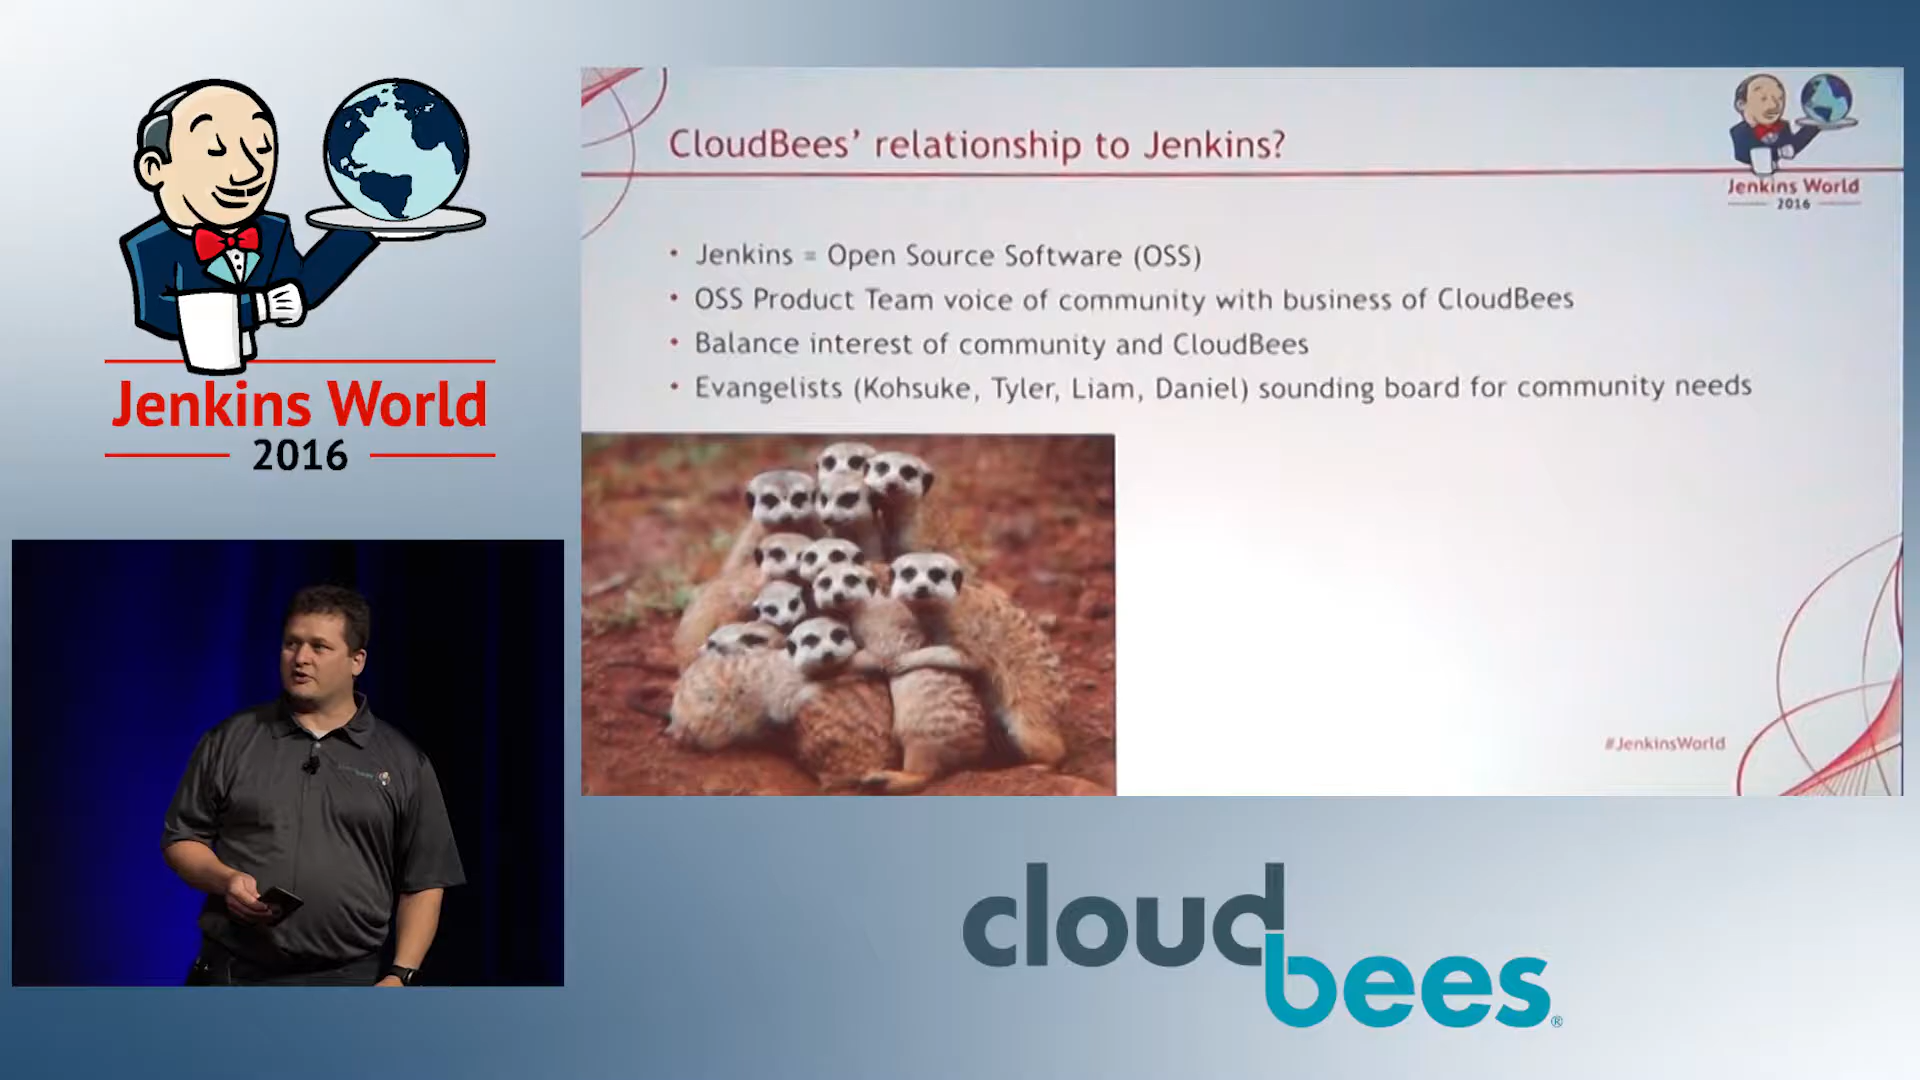 Jenkins World
2016
CloudBees' relationship to Jenkins?
Jenkins World
2016
• Jenkins = Open Source Software (OSS)
• OSS Product Team voice of community with business of CloudBees
• Balance interest of community and CloudBees
• Evangelists (Kohsuke, Tyler, Liam, Daniel) sounding board for community needs
#JenkinsWorld
cloud
bees®